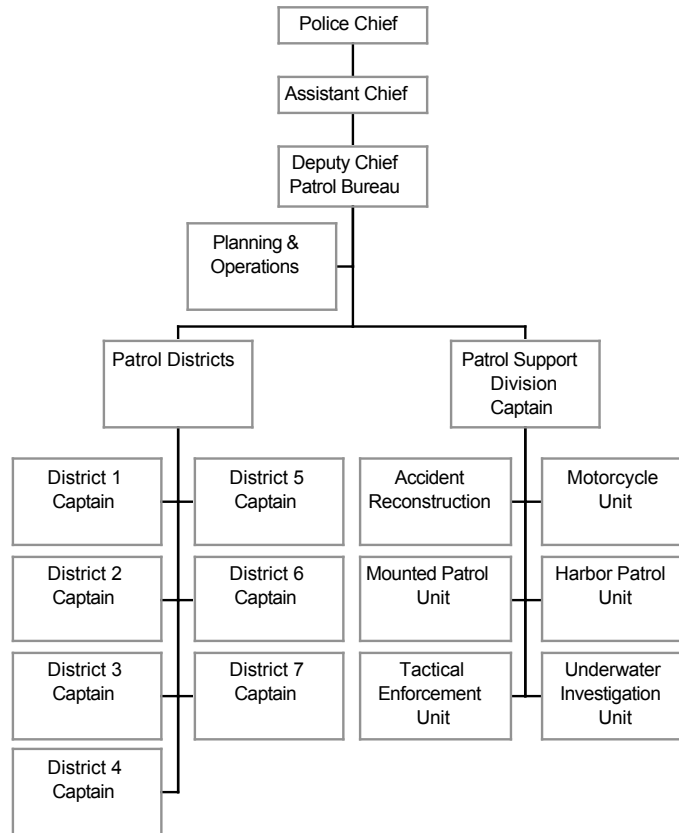 Police Chief
Assistant Chief
Deputy Chief
Patrol Bureau
Planning &
Operations
Patrol Districts
Patrol Support
Division
Captain
District 1
Captain
District 5
Captain
Accident
Reconstruction
Motorcycle
Unit
District 2
Captain
District 6
Captain
Mounted Patrol
Unit
Harbor Patrol
Unit
District 3
Captain
District 7
Captain
Tactical
Enforcement
Unit
Underwater
Investigation
Unit
District 4
Captain